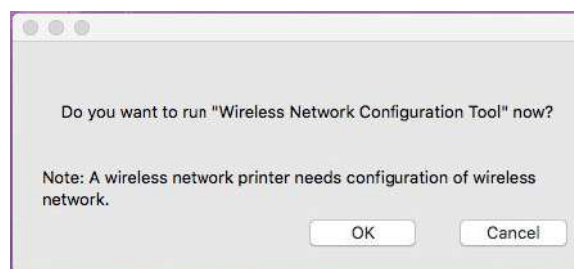 Do you want to run "Wireless Network Configuration Tool" now?
Note: A wireless network printer needs configuration of wireless
network.
OK Cancel